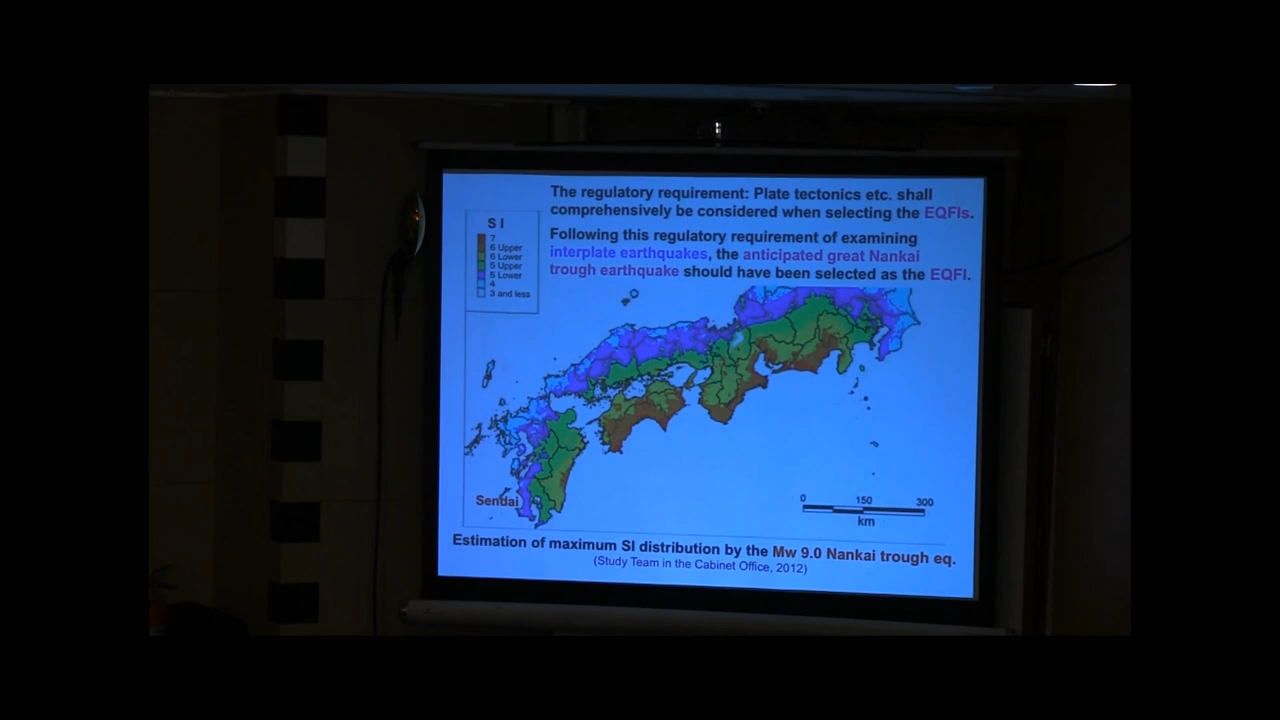 The regulatory requirement: Plate tectonics etc. shall
comprehensively be considered when selecting the EQFIs.
Following this regulatory requirement of examining
interplate earthquakes, the anticipated great Nankai
trough earthquake should have been selected as the EQFI.
S I
7
6 Upper
6 Lower
5 Upper
5 Lower
4
3 and less
Sendai
0 150 300
km
Estimation of maximum SI distribution by the Mw 9.0 Nankai trough eq.
(Study Team in the Cabinet Office, 2012)